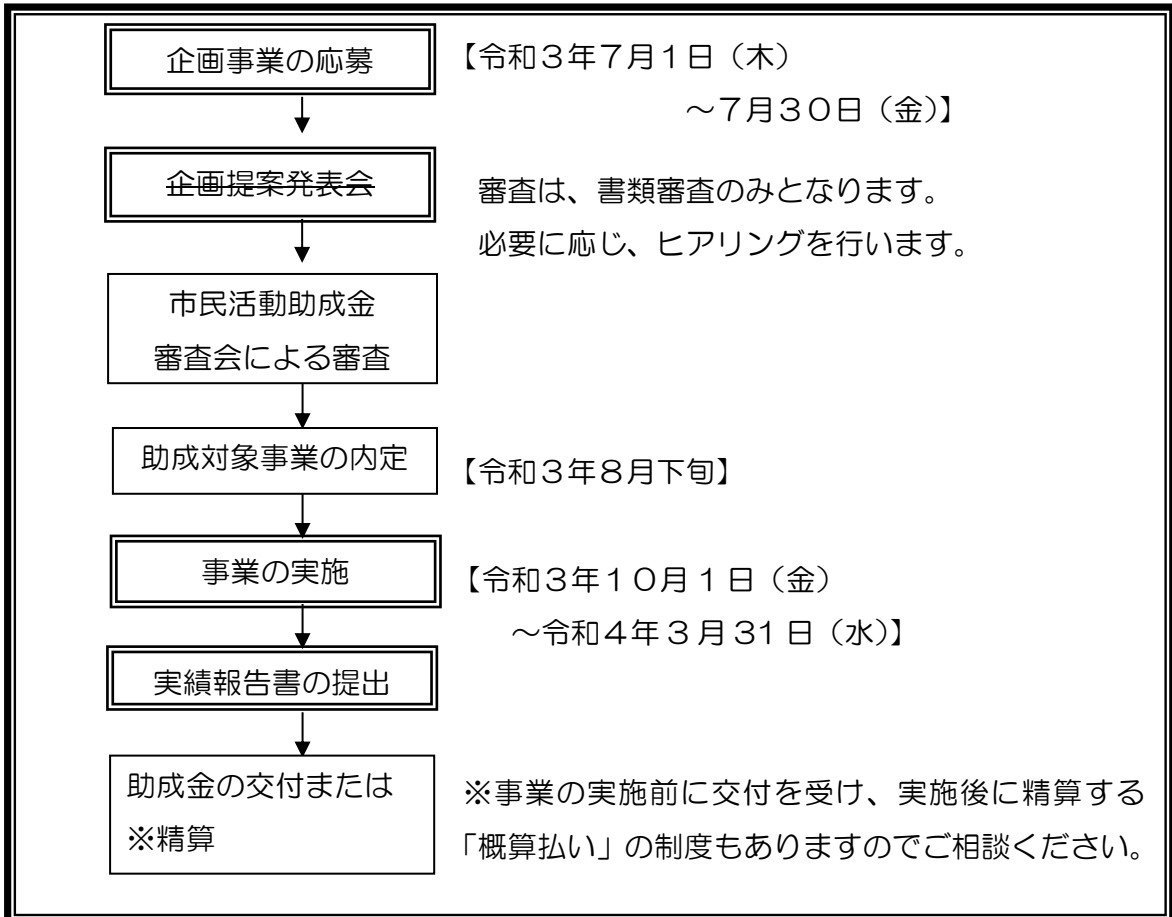 企画事業の応募
【令和３年７月１日（木）
～７月３０日（金）】
企画提案発表会
審査は、書類審査のみとなります。
必要に応じ、ヒアリングを行います。
市民活動助成金
審査会による審査
助成対象事業の内定
【令和３年８月下旬】
事業の実施
【令和３年１０月１日（金）
～令和４年３月31日（水）】
実績報告書の提出
助成金の交付または
※精算
※事業の実施前に交付を受け、実施後に精算する
「概算払い」の制度もありますのでご相談ください。